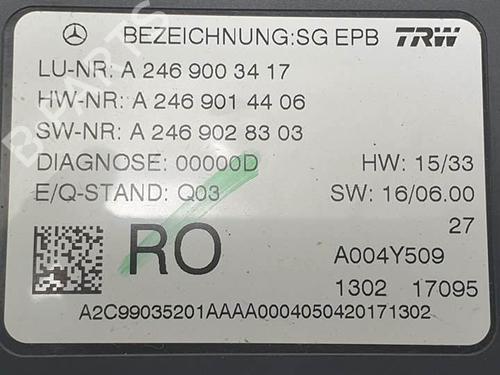 BEZEICHNUNG:SG EPB TRW
LU-NR: A 246 900 34 17
HW-NR: A 246 901 44 06
SW-NR: A 246 902 83 03
DIAGNOSE: 00000D HW: 15/33
E/Q-STAND: Q03 SW: 16/06.00
27
RO A004Y509
1302 17095
A2C99035201AAAA0004050420171302
B-PARTS